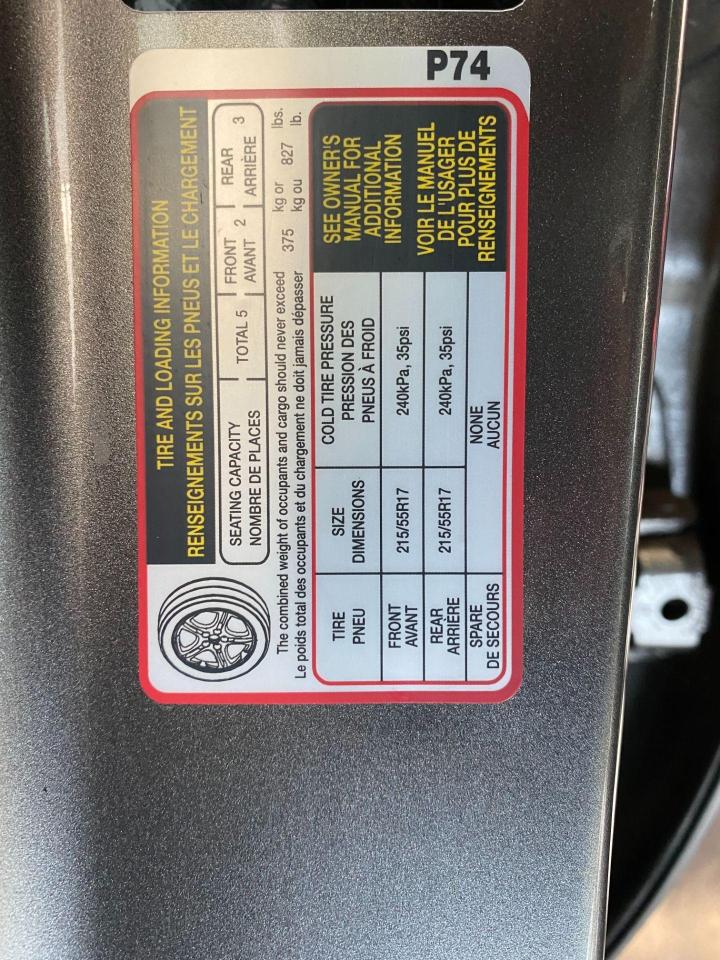 P74
TIRE AND LOADING INFORMATION
RENSEIGNEMENTS SUR LES PNEUS ET LE CHARGEMENT
SEATING CAPACITY
NOMBRE DE PLACES
TOTAL 5
FRONT
AVANT 2
REAR
ARRIÈRE 3
The combined weight of occupants and cargo should never exceed 375 kg or 827 lbs.
Le poids total des occupants et du chargement ne doit jamais dépasser kg ou lb.
TIRE
PNEU
SIZE
DIMENSIONS
COLD TIRE PRESSURE
PRESSION DES
PNEUS À FROID
FRONT
AVANT
215/55R17
240kPa, 35psi
REAR
ARRIÈRE
215/55R17
240kPa, 35psi
SPARE
DE SECOURS
NONE
AUCUN
SEE OWNER'S
MANUAL FOR
ADDITIONAL
INFORMATION
VOIR LE MANUEL
DE L'USAGER
POUR PLUS DE
RENSEIGNEMENTS